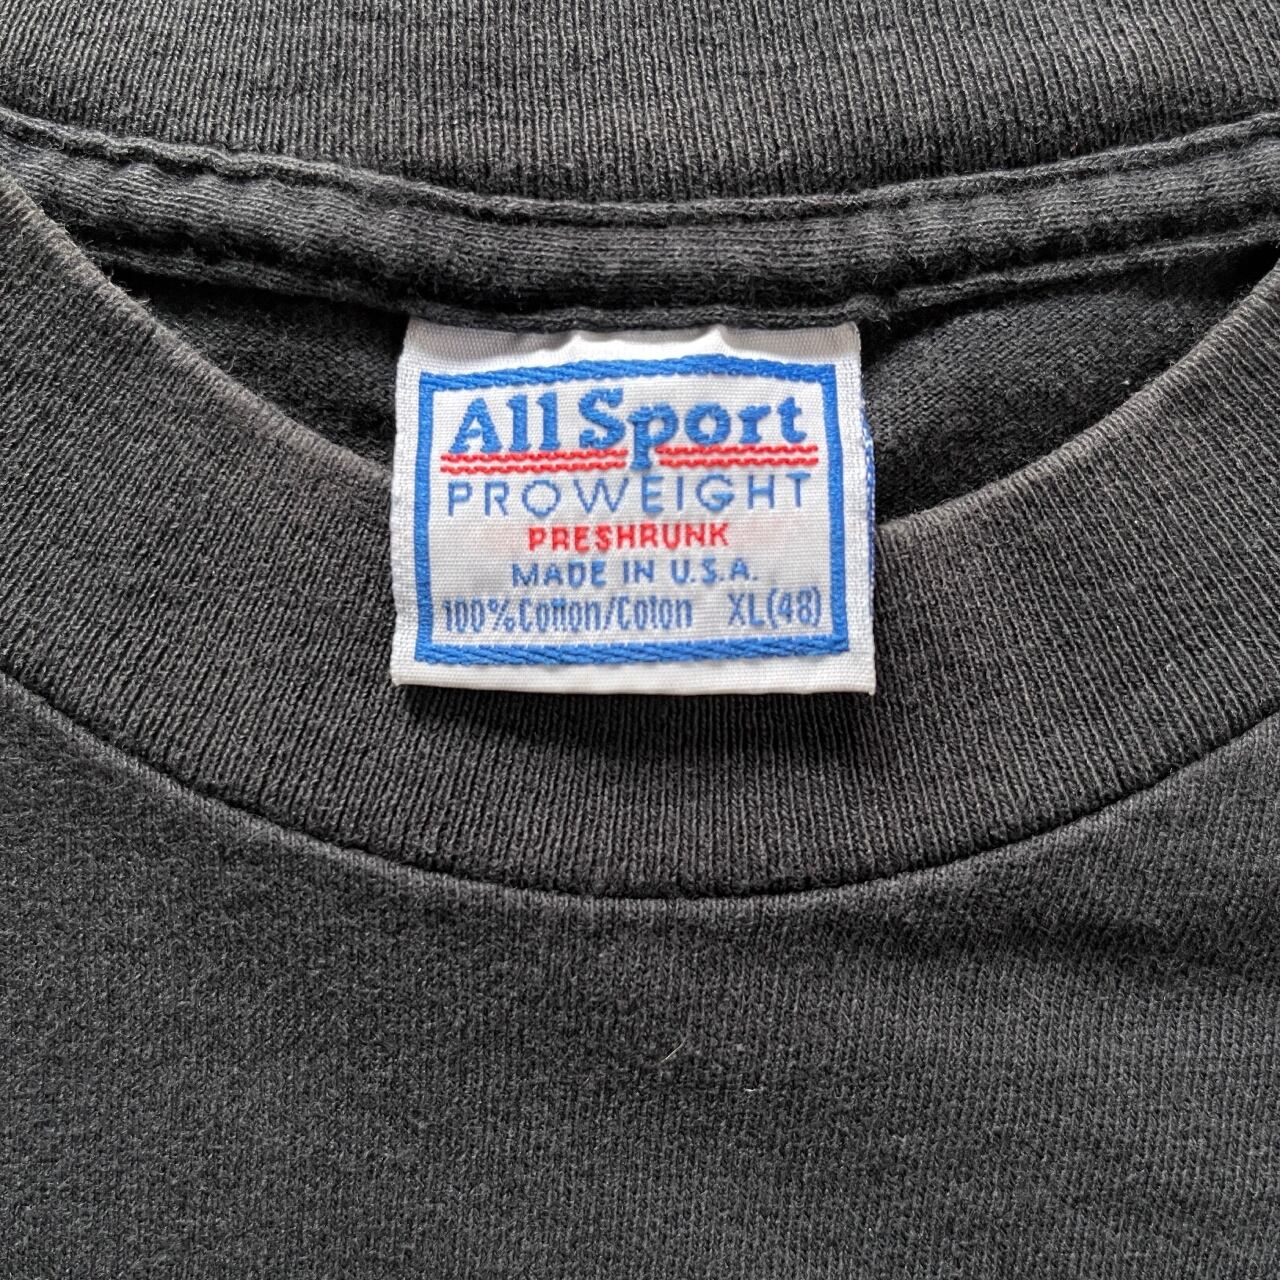 All Sport
PROWEIGHT
PRESHRUNK
MADE IN U.S.A.
100% Cotton/Coton XL(48)